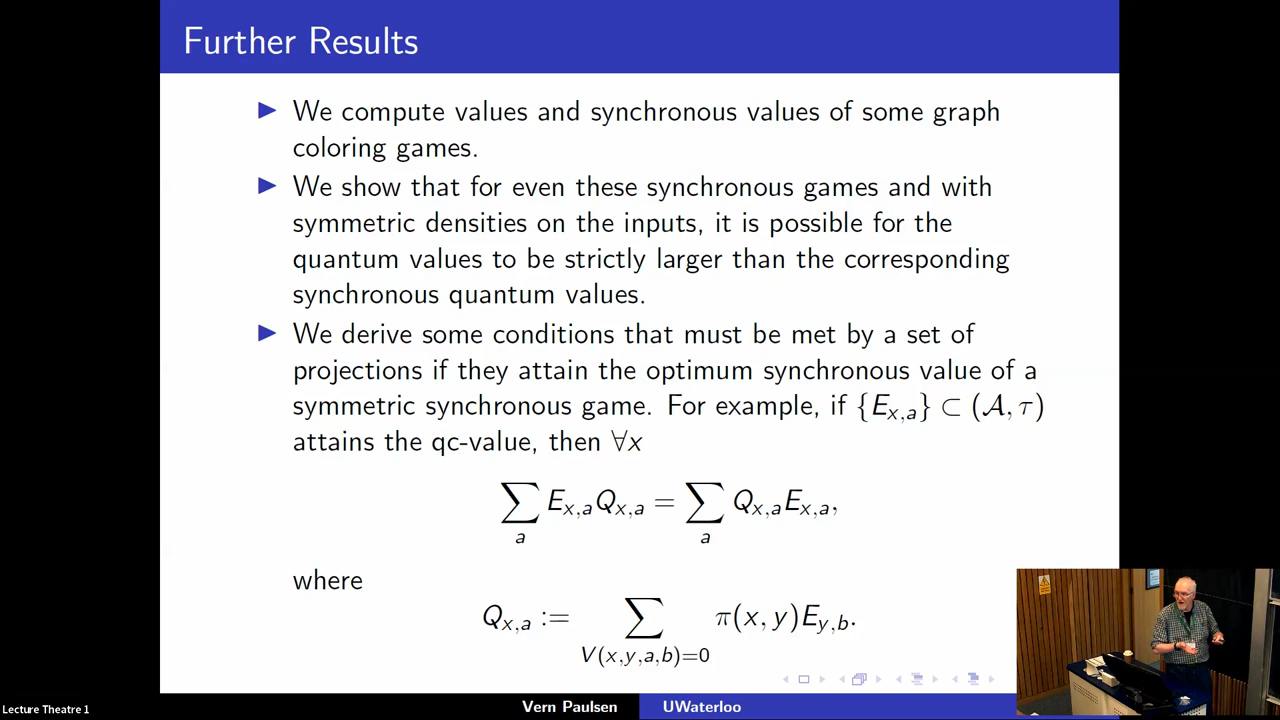 Further Results
We compute values and synchronous values of some graph
coloring games.
We show that for even these synchronous games and with
symmetric densities on the inputs, it is possible for the
quantum values to be strictly larger than the corresponding
synchronous quantum values.
We derive some conditions that must be met by a set of
projections if they attain the optimum synchronous value of a
symmetric synchronous game. For example, if {E_{x,a}} ⊂ (𝒜, τ)
attains the qc-value, then ∀x
∑_a E_{x,a}Q_{x,a} = ∑_a Q_{x,a}E_{x,a},
where
Q_{x,a} := ∑_{V(x,y,a,b)=0} π(x, y)E_{y,b}.
Vern Paulsen UWaterloo
Lecture Theatre 1